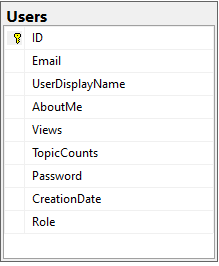 Users
ID
Email
UserDisplayName
AboutMe
Views
TopicCounts
Password
CreationDate
Role